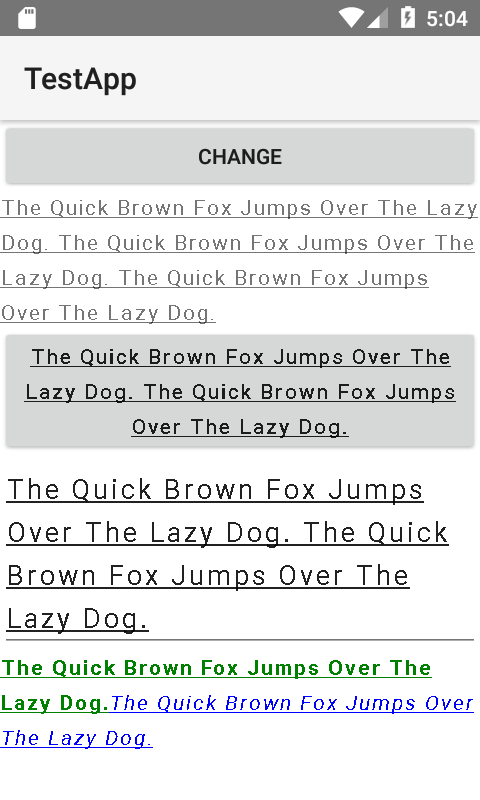 5:04
TestApp
CHANGE
The Quick Brown Fox Jumps Over The Lazy
Dog. The Quick Brown Fox Jumps Over The
Lazy Dog. The Quick Brown Fox Jumps
Over The Lazy Dog.
The Quick Brown Fox Jumps Over The
Lazy Dog. The Quick Brown Fox Jumps
Over The Lazy Dog.
The Quick Brown Fox Jumps
Over The Lazy Dog. The Quick
Brown Fox Jumps Over The
Lazy Dog.
The Quick Brown Fox Jumps Over The
Lazy Dog.The Quick Brown Fox Jumps Over
The Lazy Dog.